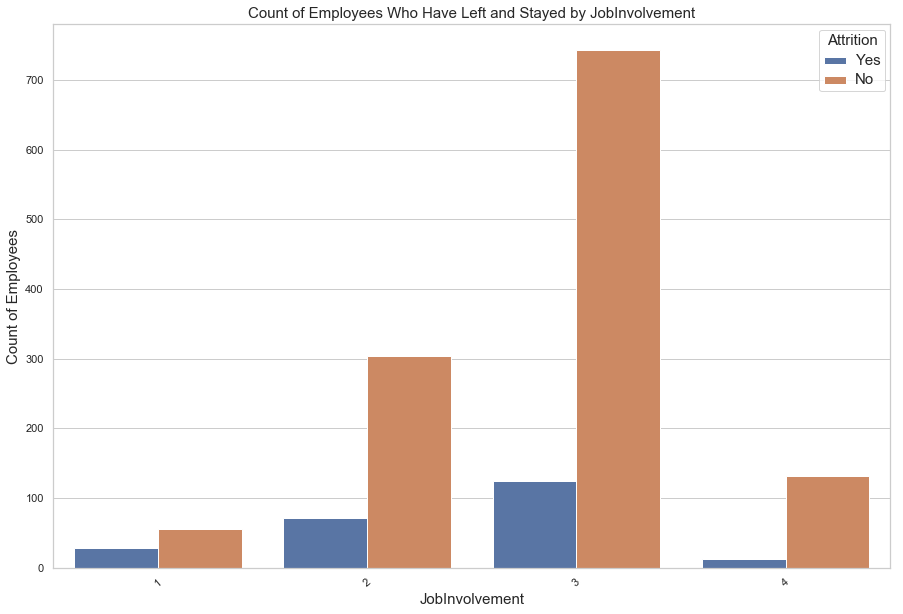 Count of Employees Who Have Left and Stayed by JobInvolvement
Attrition
Yes
No
700
600
500
400
300
200
100
0
Count of Employees
1
2
3
4
JobInvolvement